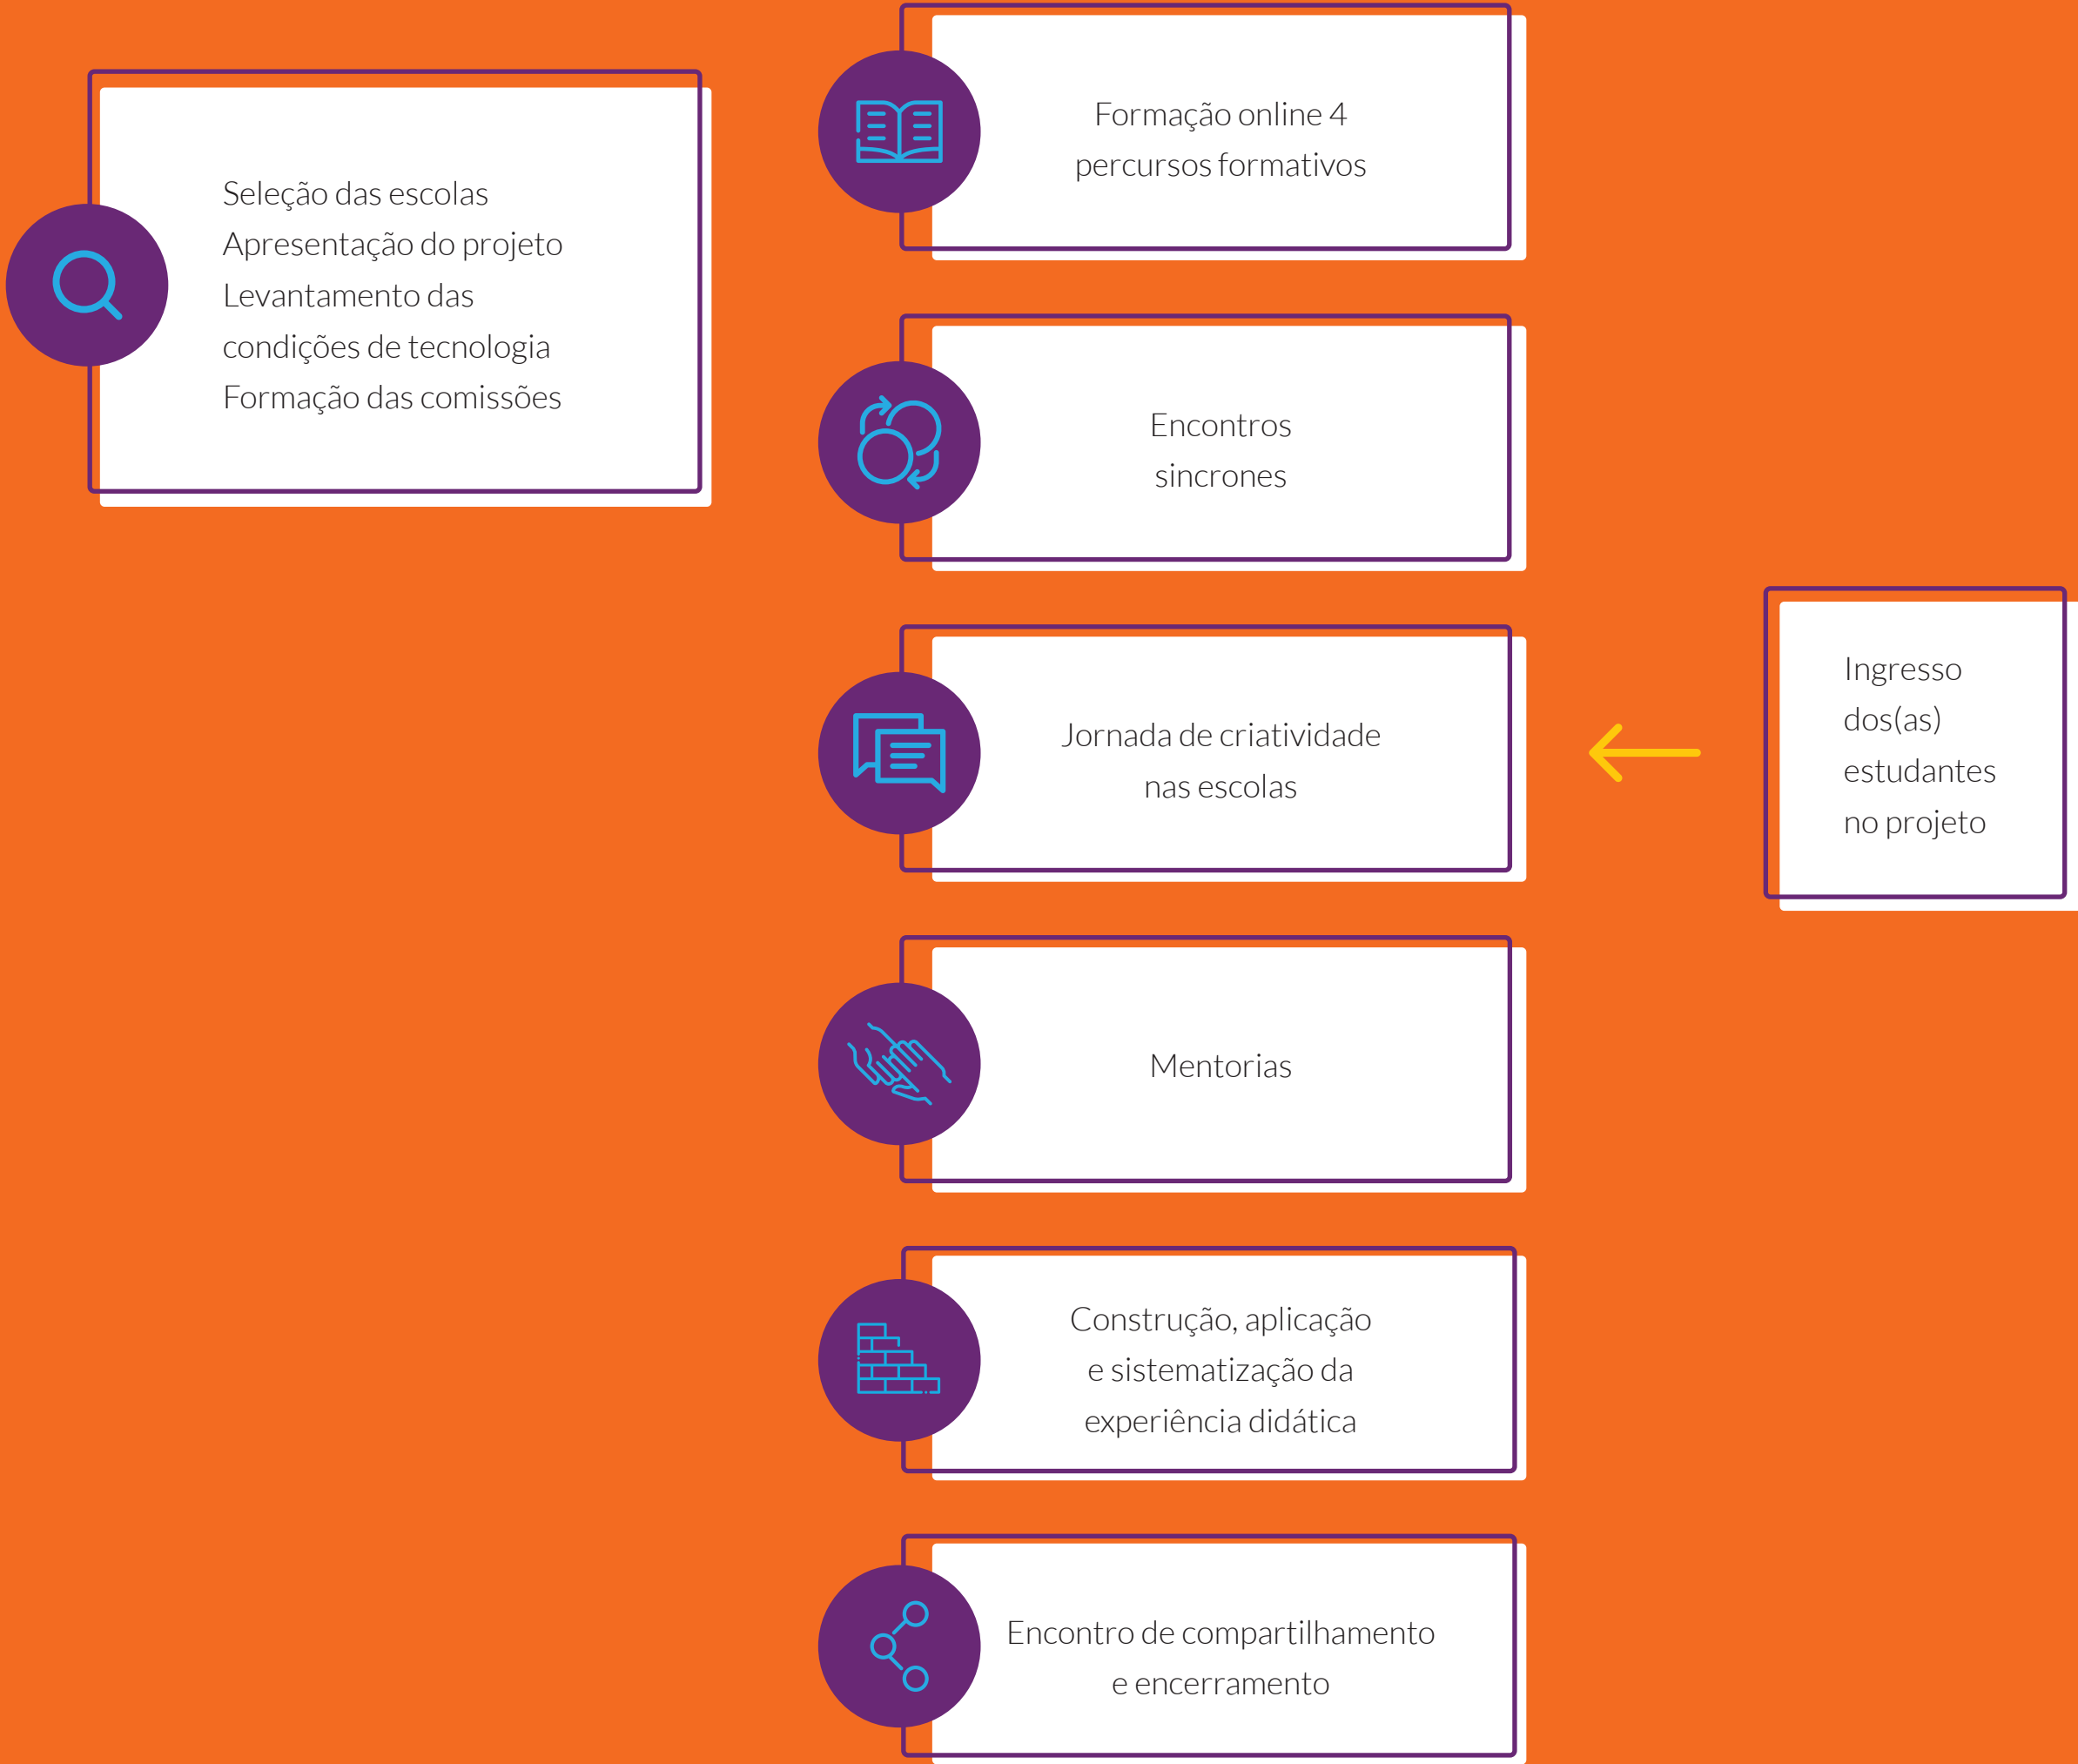 Seleção das escolas
Apresentação do projeto
Levantamento das
condições de tecnologia
Formação das comissões
Formação online 4
percursos formativos
Encontros
sincrones
Jornada de criatividade
nas escolas
Ingresso
dos(as)
estudantes
no projeto
Mentorias
Construção, aplicação
e sistematização da
experiência didática
Encontro de compartilhamento
e encerramento